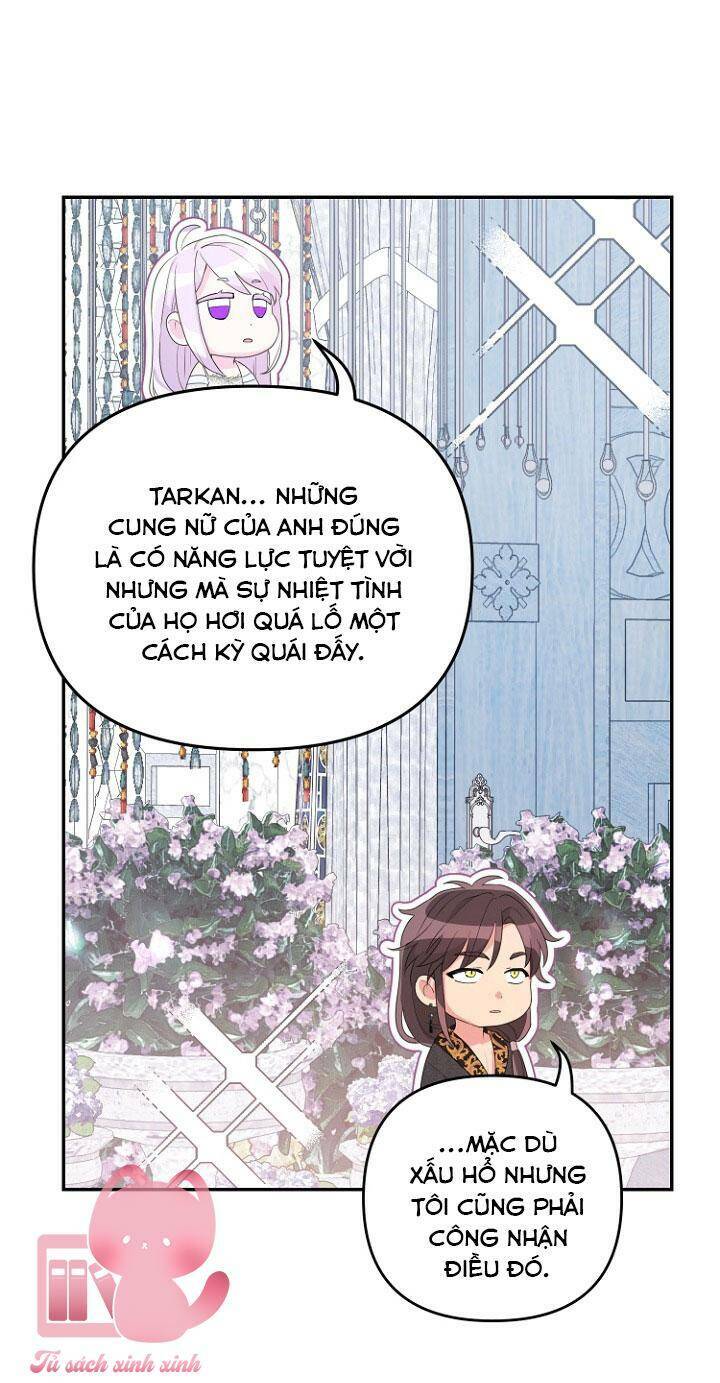 TARKAN... NHỮNG
CUNG NỮ CỦA ANH ĐÚNG
LÀ CÓ NĂNG LỰC TUYỆT VỜI
NHƯNG MÀ SỰ NHIỆT TÌNH
CỦA HỌ HƠI QUÁ LỐ MỘT
CÁCH KỲ QUÁI ĐẤY.
...MẶC DÙ
XẤU HỔ NHƯNG
TÔI CŨNG PHẢI
CÔNG NHẬN
ĐIỀU ĐÓ.
Tủ sách xinh xinh